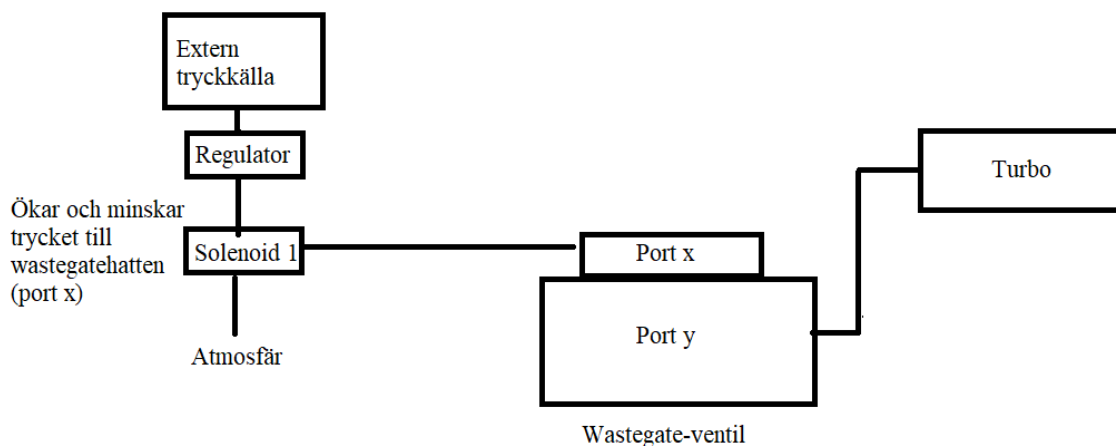 Extern
tryckkälla
Regulator
Ökar och minskar
trycket till
wastegatehatten
(port x)
Solenoid 1
Atmosfär
Port x
Port y
Wastegate-ventil
Turbo